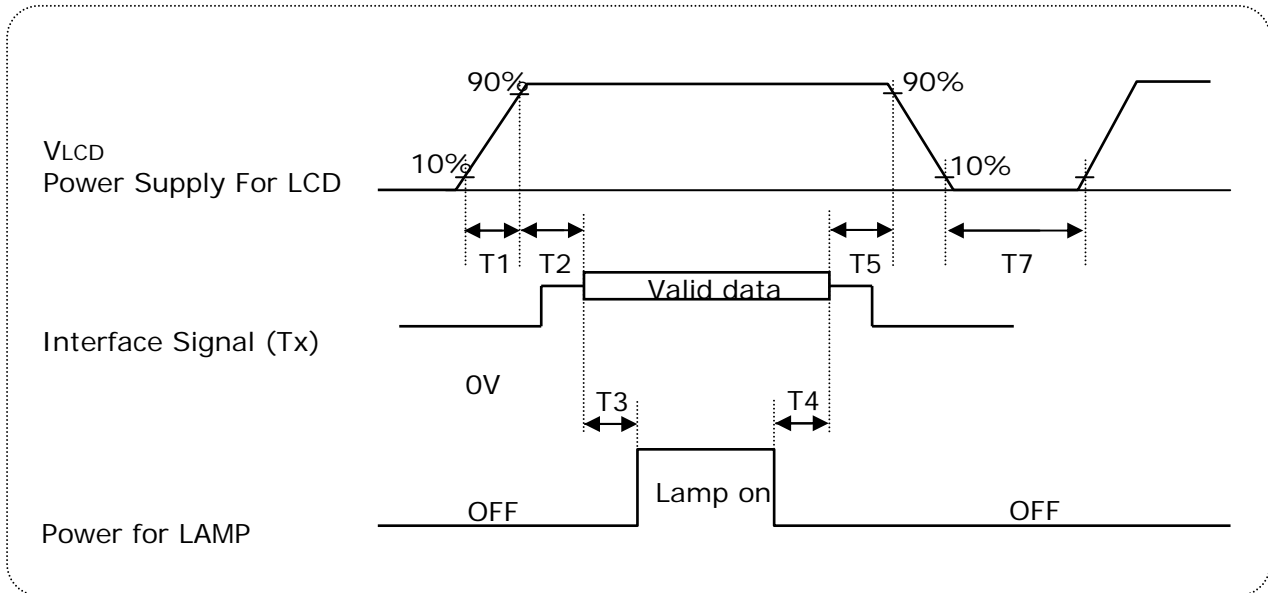 90%
90%
VLCD
10%
10%
Power Supply For LCD
T1
T2
T5
T7
Valid data
Interface Signal (Tx)
0V
T3
T4
Lamp on
OFF
OFF
Power for LAMP